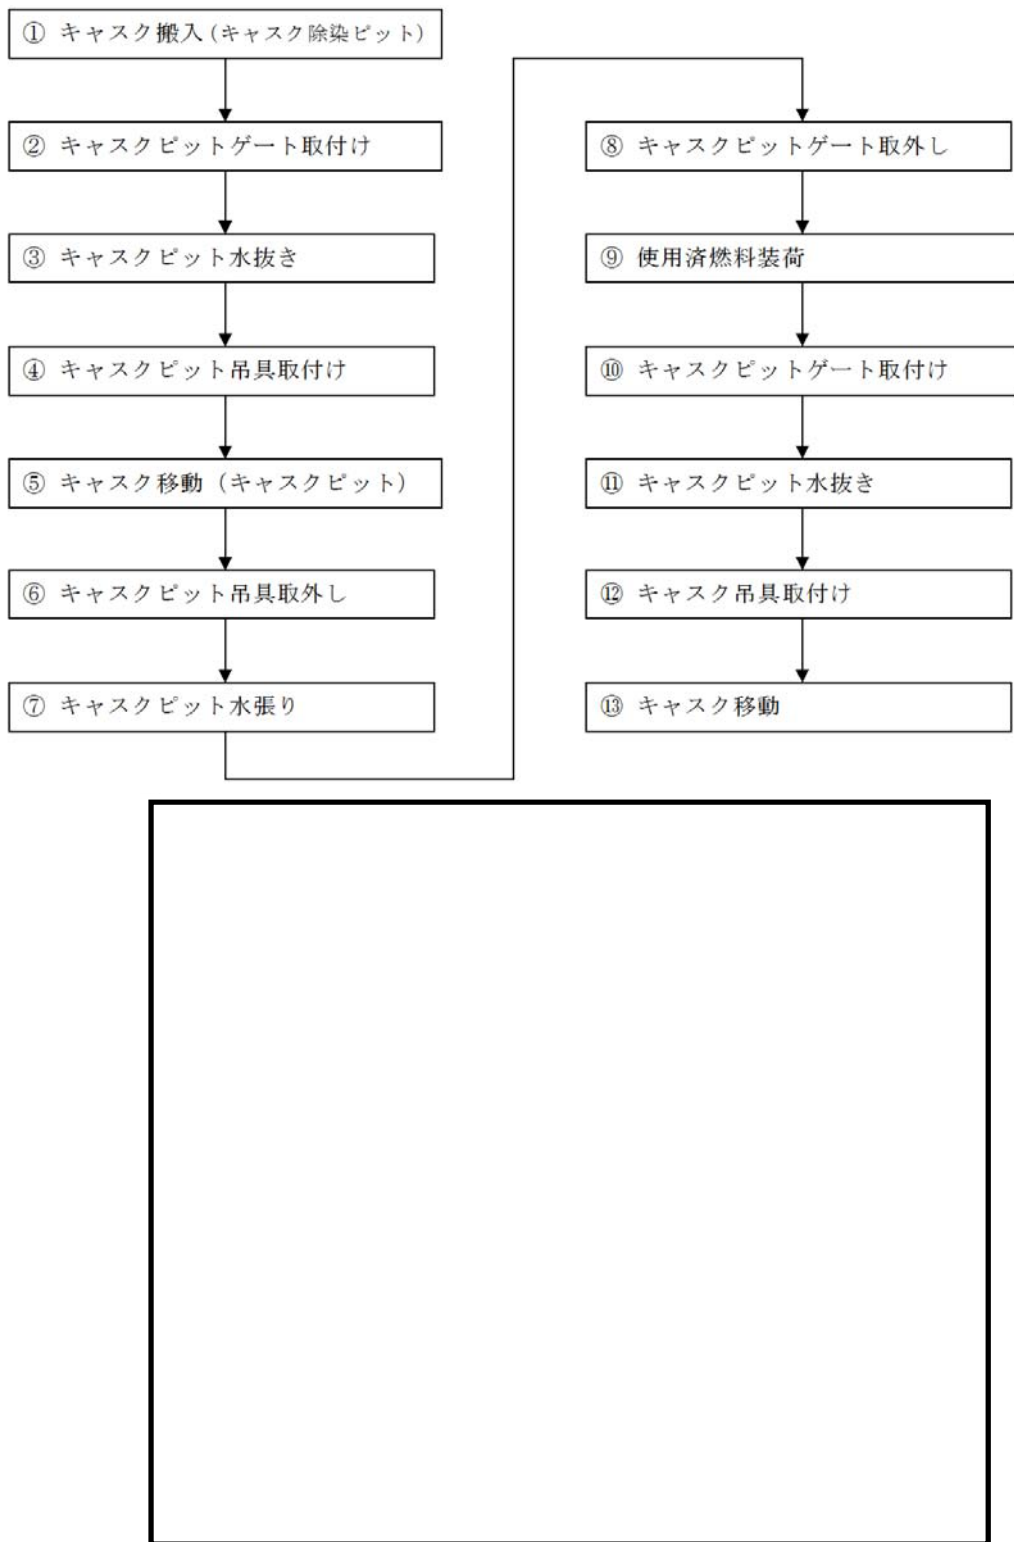 ① キャスク搬入(キャスク除染ピット)
② キャスクピットゲート取付け
③ キャスクピット水抜き
④ キャスクピット吊具取付け
⑤ キャスク移動(キャスクピット)
⑥ キャスクピット吊具取外し
⑦ キャスクピット水張り
⑧ キャスクピットゲート取外し
⑨ 使用済燃料装荷
⑩ キャスクピットゲート取付け
⑪ キャスクピット水抜き
⑫ キャスク吊具取付け
⑬ キャスク移動